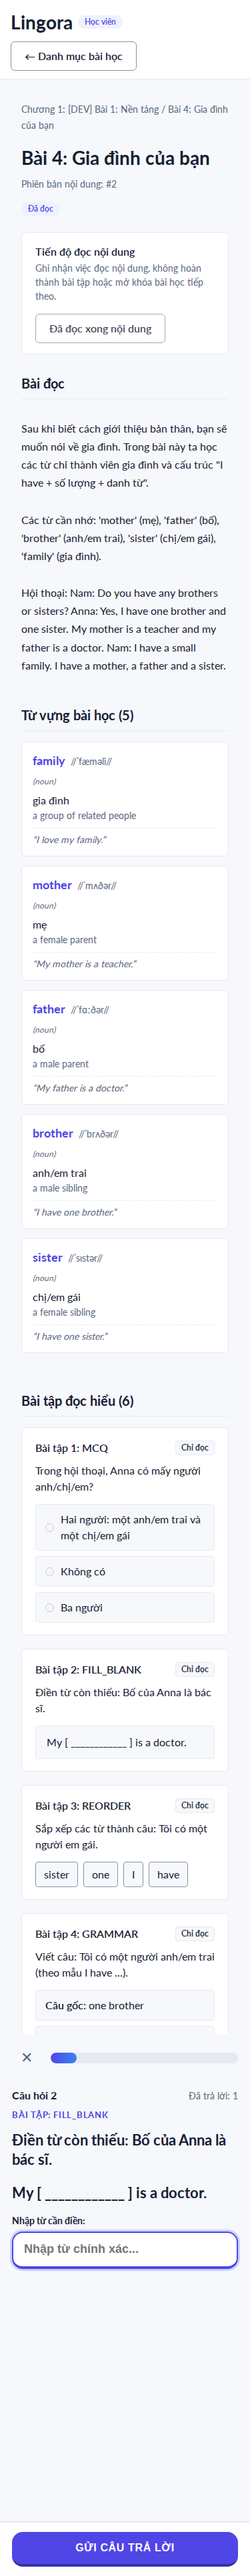 Lingora Học viên
← Danh mục bài học
Chương 1: [DEV] Bài 1: Nền tảng / Bài 4: Gia đình
của bạn
Bài 4: Gia đình của bạn
Phiên bản nội dung: #2
Đã đọc
Tiến độ đọc nội dung
Ghi nhận việc đọc nội dung, không hoàn
thành bài tập hoặc mở khóa bài học tiếp
theo.
Đã đọc xong nội dung
Bài đọc
Sau khi biết cách giới thiệu bản thân, bạn sẽ
muốn nói về gia đình. Trong bài này ta học
các từ chỉ thành viên gia đình và cấu trúc "I
have + số lượng + danh từ".
Các từ cần nhớ: 'mother' (mẹ), 'father' (bố),
'brother' (anh/em trai), 'sister' (chị/em gái),
'family' (gia đình).
Hội thoại: Nam: Do you have any brothers
or sisters? Anna: Yes, I have one brother and
one sister. My mother is a teacher and my
father is a doctor. Nam: I have a small
family. I have a mother, a father and a sister.
Từ vựng bài học (5)
family //ˈfæməli//
(noun)
gia đình
a group of related people
“I love my family.”
mother //ˈmʌðər//
(noun)
mẹ
a female parent
“My mother is a teacher.”
father //ˈfɑːðər//
(noun)
bố
a male parent
“My father is a doctor.”
brother //ˈbrʌðər//
(noun)
anh/em trai
a male sibling
“I have one brother.”
sister //ˈsɪstər//
(noun)
chị/em gái
a female sibling
“I have one sister.”
Bài tập đọc hiểu (6)
Bài tập 1: MCQ Chỉ đọc
Trong hội thoại, Anna có mấy người
anh/chị/em?
Hai người: một anh/em trai và
một chị/em gái
Không có
Ba người
Bài tập 2: FILL_BLANK Chỉ đọc
Điền từ còn thiếu: Bố của Anna là bác
sĩ.
My [ ____________ ] is a doctor.
Bài tập 3: REORDER Chỉ đọc
Sắp xếp các từ thành câu: Tôi có một
người em gái.
sister one I have
Bài tập 4: GRAMMAR Chỉ đọc
Viết câu: Tôi có một người anh/em trai
(theo mẫu I have ...).
Câu gốc: one brother
✕
Câu hỏi 2 Đã trả lời: 1
BÀI TẬP: FILL_BLANK
Điền từ còn thiếu: Bố của Anna là
bác sĩ.
My [ ____________ ] is a doctor.
Nhập từ cần điền:
Nhập từ chính xác...
GỬI CÂU TRẢ LỜI